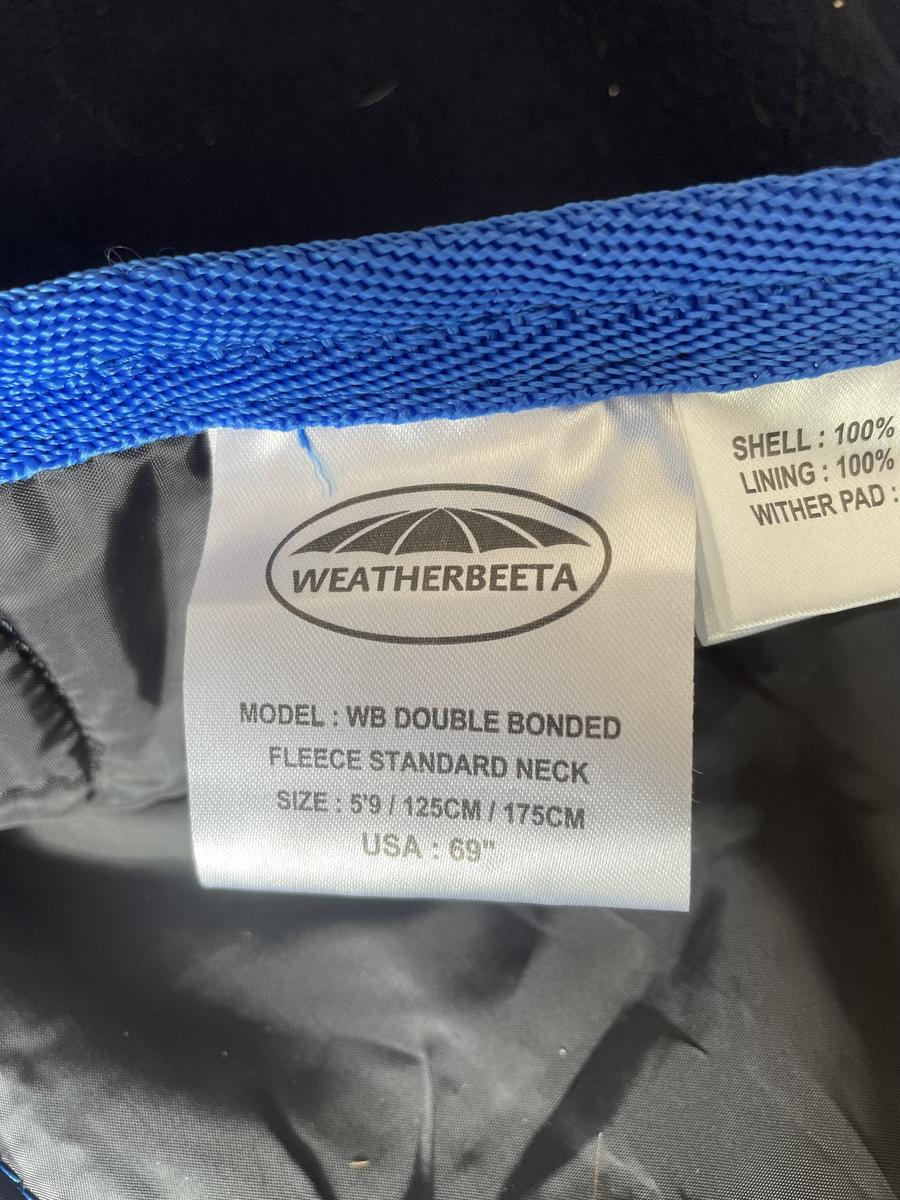 WEATHERBEETA
MODEL : WB DOUBLE BONDED
FLEECE STANDARD NECK
SIZE : 5'9 / 125CM / 175CM
USA : 69"
SHELL : 100%
LINING : 100%
WITHER PAD :